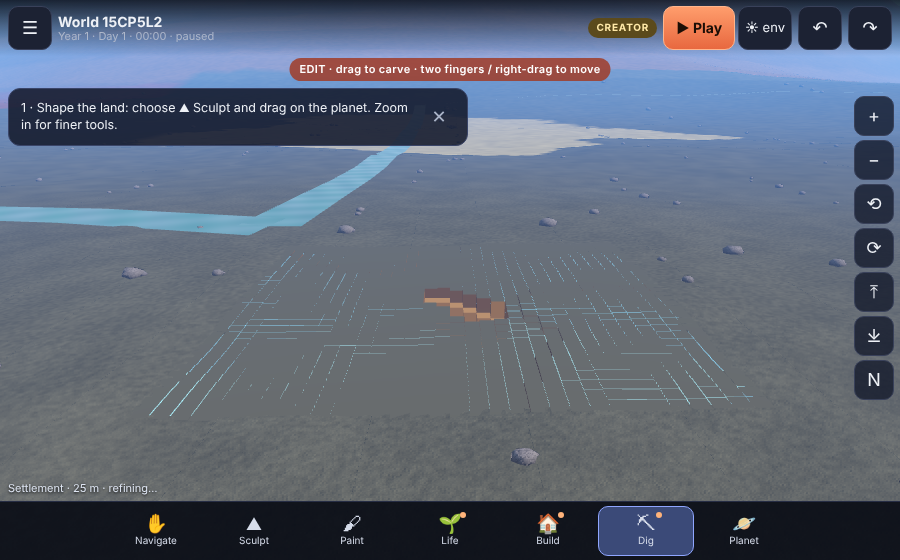 World 15CP5L2
Year 1 · Day 1 · 00:00 · paused
CREATOR
▶ Play
☀ env
EDIT · drag to carve · two fingers / right-drag to move
1 · Shape the land: choose ▲ Sculpt and drag on the planet. Zoom
in for finer tools.
N
Settlement · 25 m · refining…
Navigate
Sculpt
Paint
Life
Build
Dig
Planet